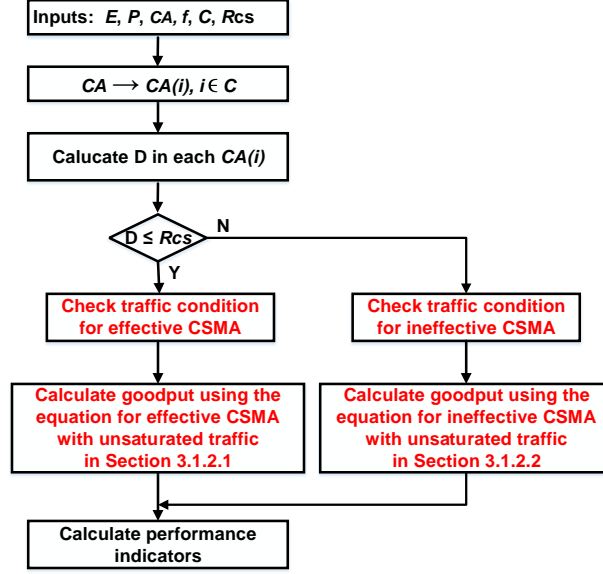 Inputs: E, P, CA, f, C, Rcs
CA → CA(i), i ∈ C
Calucate D in each CA(i)
D ≤ Rcs
N
Y
Check traffic condition
for effective CSMA
Check traffic condition
for ineffective CSMA
Calculate goodput using the
equation for effective CSMA
with unsaturated traffic
in Section 3.1.2.1
Calculate goodput using the
equation for ineffective CSMA
with unsaturated traffic
in Section 3.1.2.2
Calculate performance
indicators